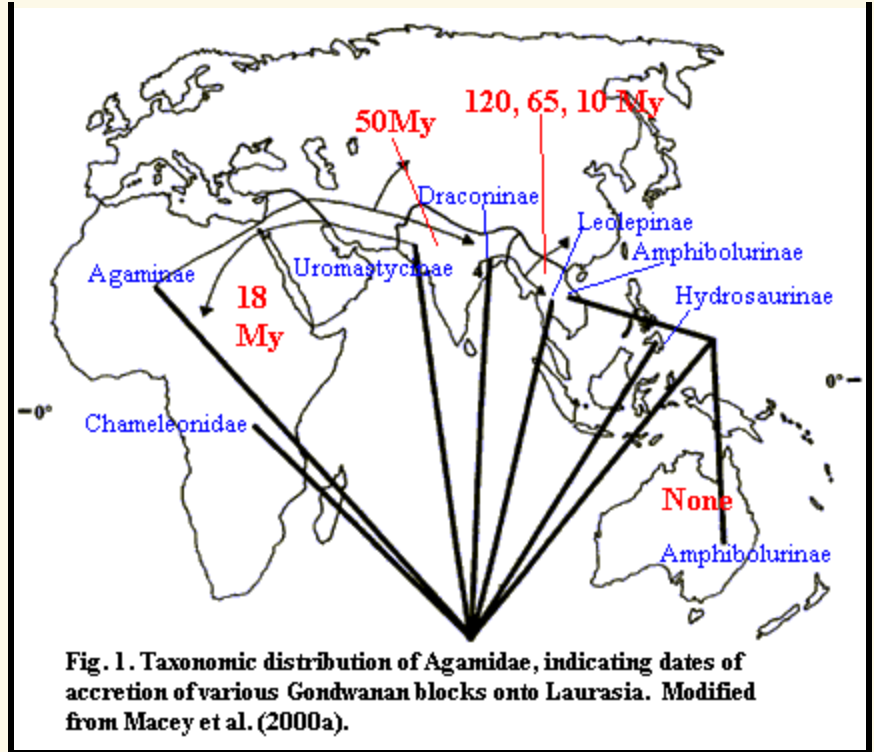 120, 65, 10 My
50My
Draconinae
Leolepinae
Amphibolurinae
Uromastycinae
Agaminae
Hydrosaurinae
18
My
0°
0°
Chameleonidae
None
Amphibolurinae
Fig. 1. Taxonomic distribution of Agamidae, indicating dates of
accretion of various Gondwanan blocks onto Laurasia. Modified
from Macey et al. (2000a).